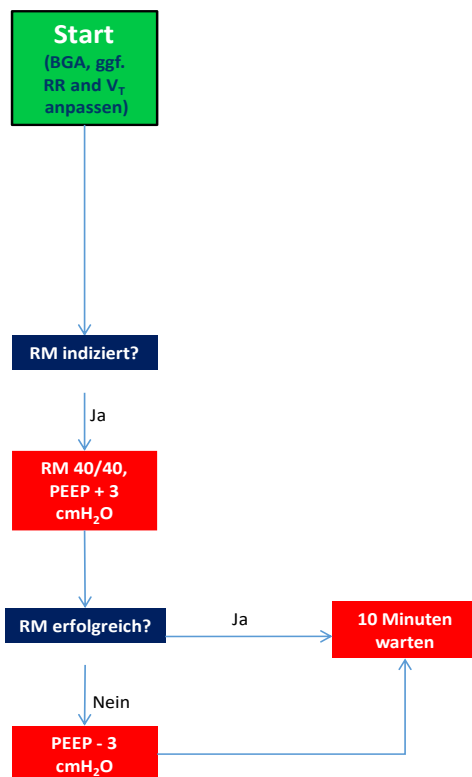 Start
(BGA, ggf.
RR and V_T
anpassen)
RM indiziert?
Ja
RM 40/40,
PEEP + 3
cmH₂O
RM erfolgreich?
Ja
10 Minuten
warten
Nein
PEEP - 3
cmH₂O